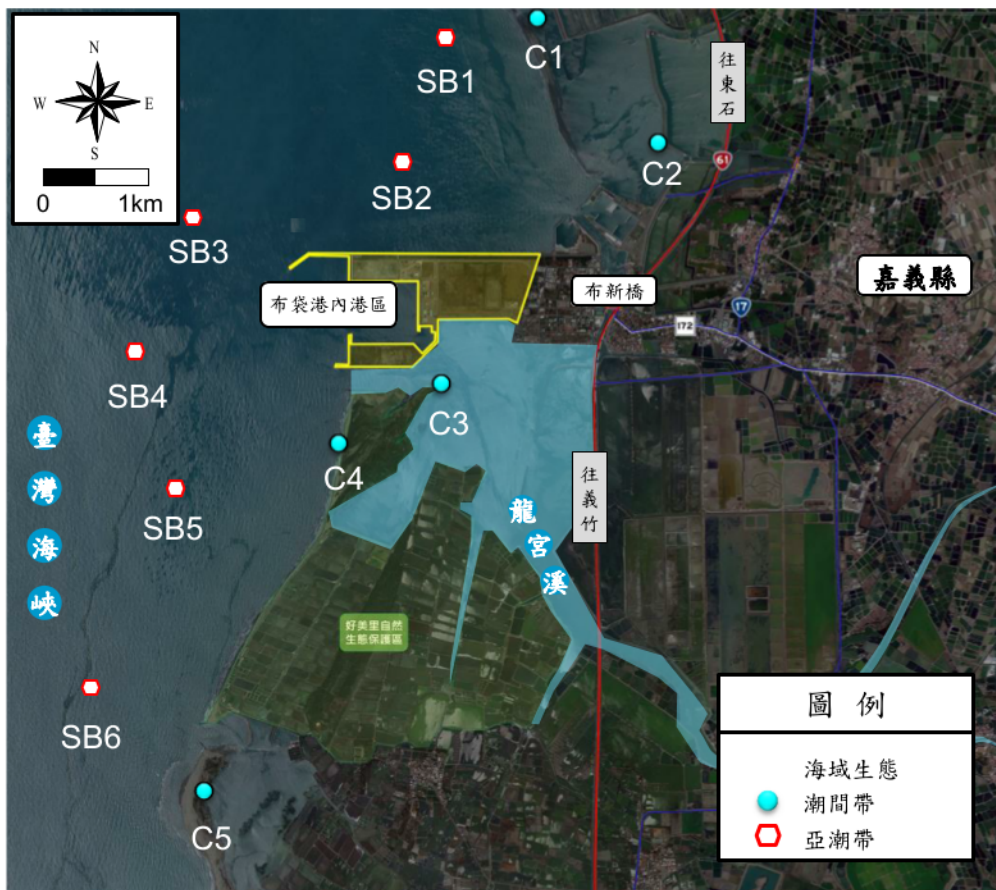 N
W
E
S
0
1km
C1
SB1
往東石
C2
61
SB2
SB3
布袋港內港區
布新橋
嘉義縣
17
172
SB4
C3
C4
臺灣海峽
SB5
往義竹
龍宮溪
好美里自然
生態保護區
SB6
C5
圖 例
海域生態
潮間帶
亞潮帶